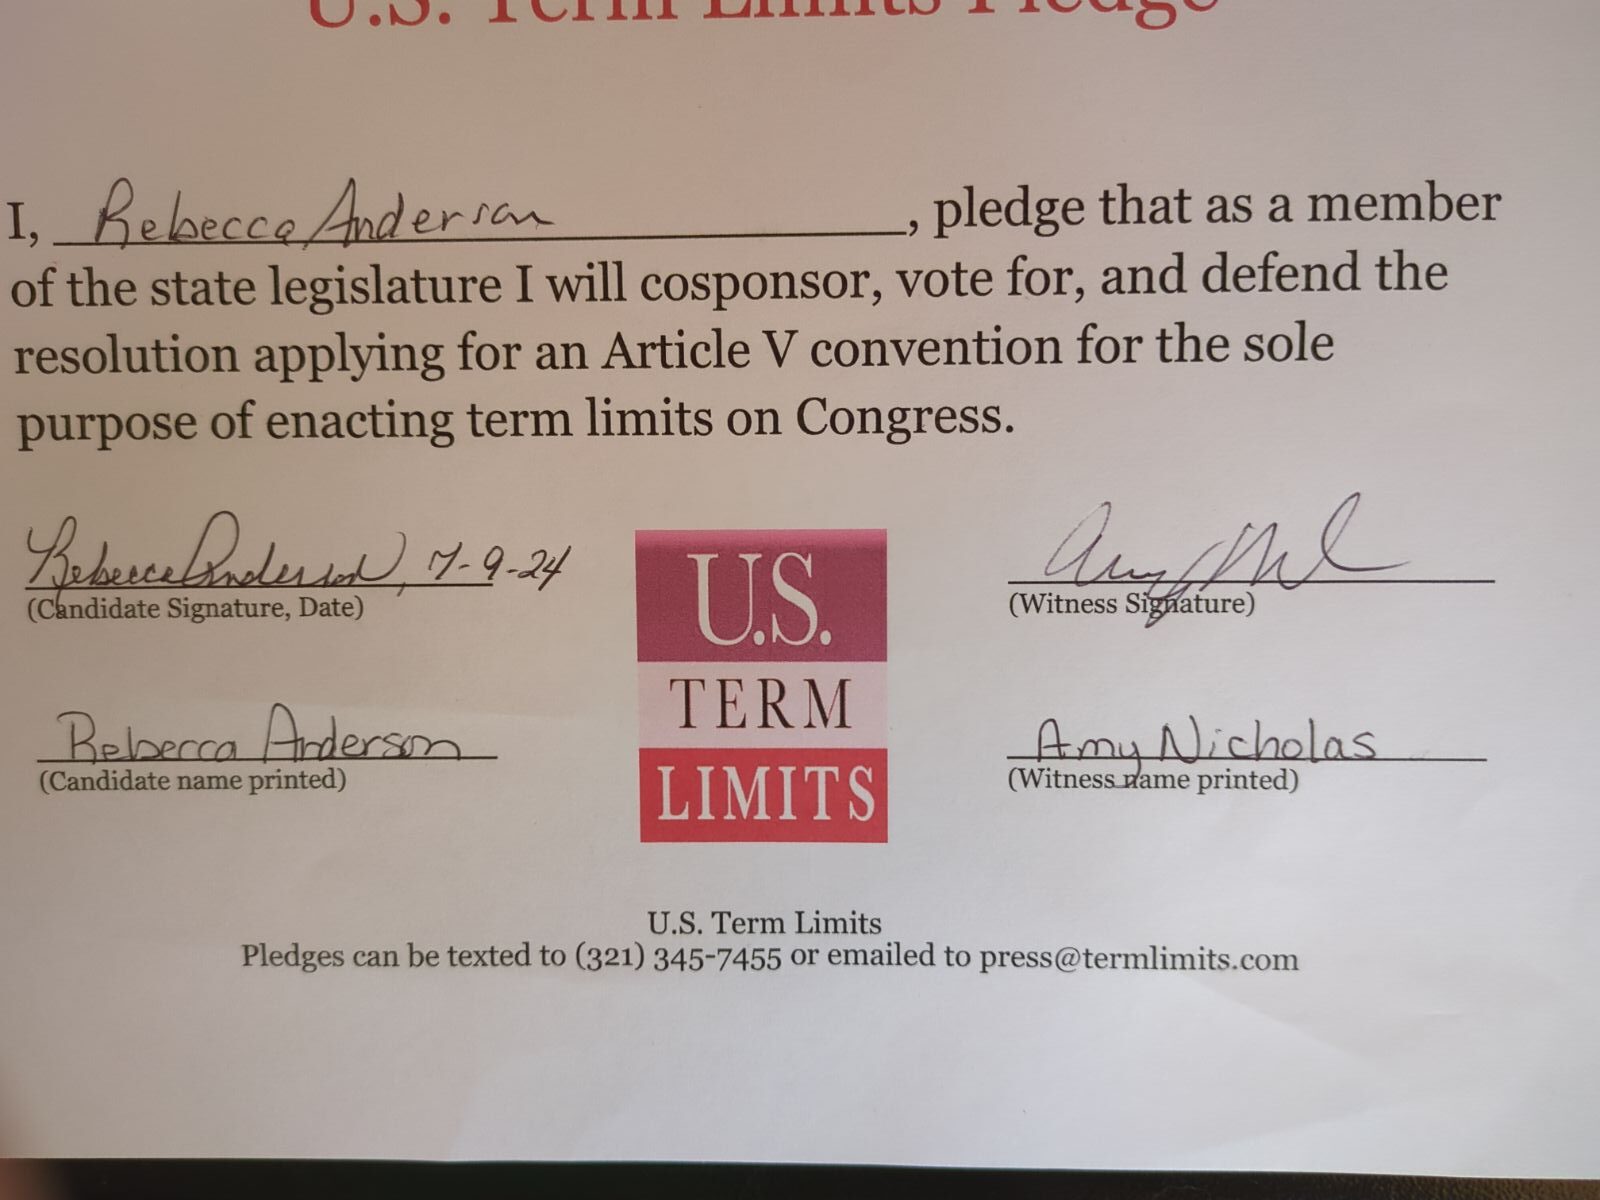 U.S. Term Limits Pledge
I, Rebecca Anderson, pledge that as a member
of the state legislature I will cosponsor, vote for, and defend the
resolution applying for an Article V convention for the sole
purpose of enacting term limits on Congress.
Rebecca Anderson, 7-9-24
(Candidate Signature, Date)
(Witness Signature)
U.S.
TERM
LIMITS
Rebecca Anderson
(Candidate name printed)
Amy Nicholas
(Witness name printed)
U.S. Term Limits
Pledges can be texted to (321) 345-7455 or emailed to press@termlimits.com